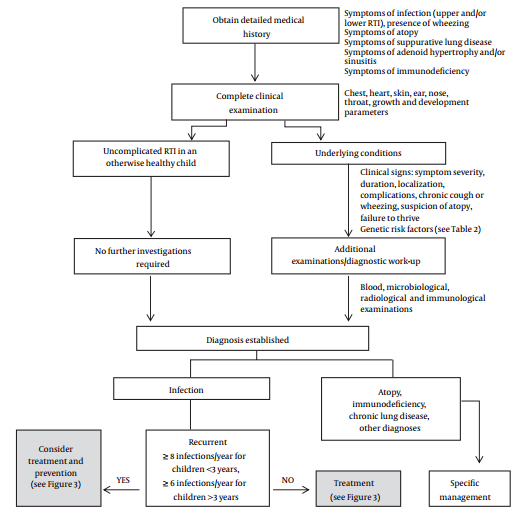 Obtain detailed medical
history
Symptoms of infection (upper and/or
lower RTI), presence of wheezing
Symptoms of atopy
Symptoms of suppurative lung disease
Symptoms of adenoid hypertrophy and/or
sinusitis
Symptoms of immunodeficiency
Complete clinical
examination
Chest, heart, skin, ear, nose,
throat, growth and development
parameters
Uncomplicated RTI in an
otherwise healthy child
Underlying conditions
Clinical signs: symptom severity,
duration, localization,
complications, chronic cough or
wheezing, suspicion of atopy,
failure to thrive
Genetic risk factors (see Table 2)
No further investigations
required
Additional
examinations/diagnostic work-up
Blood, microbiological,
radiological and immunological
examinations
Diagnosis established
Infection
Atopy,
immunodeficiency,
chronic lung disease,
other diagnoses
Consider
treatment and
prevention
(see Figure 3)
YES
Recurrent
≥ 8 infections/year for
children <3 years,
≥ 6 infections/year for
children >3 years
NO
Treatment
(see Figure 3)
Specific
management